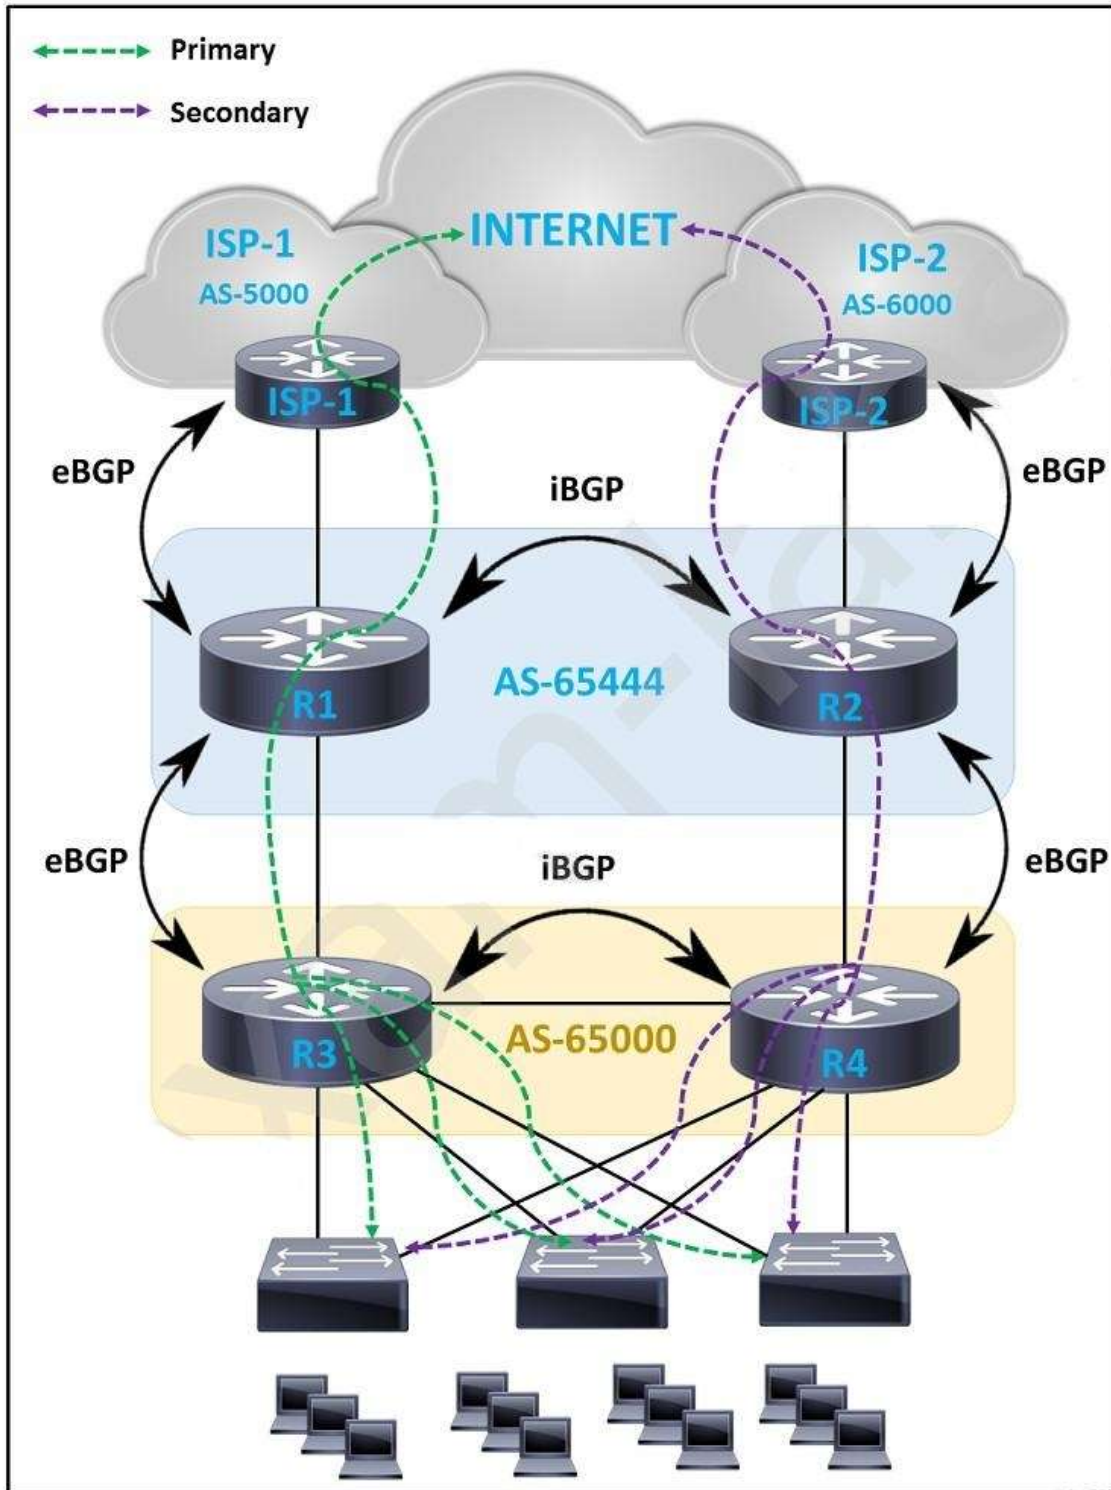 Primary
Secondary
INTERNET
ISP-1
AS-5000
ISP-2
AS-6000
ISP-1
ISP-2
eBGP
iBGP
eBGP
R1
AS-65444
R2
eBGP
iBGP
eBGP
R3
AS-65000
R4